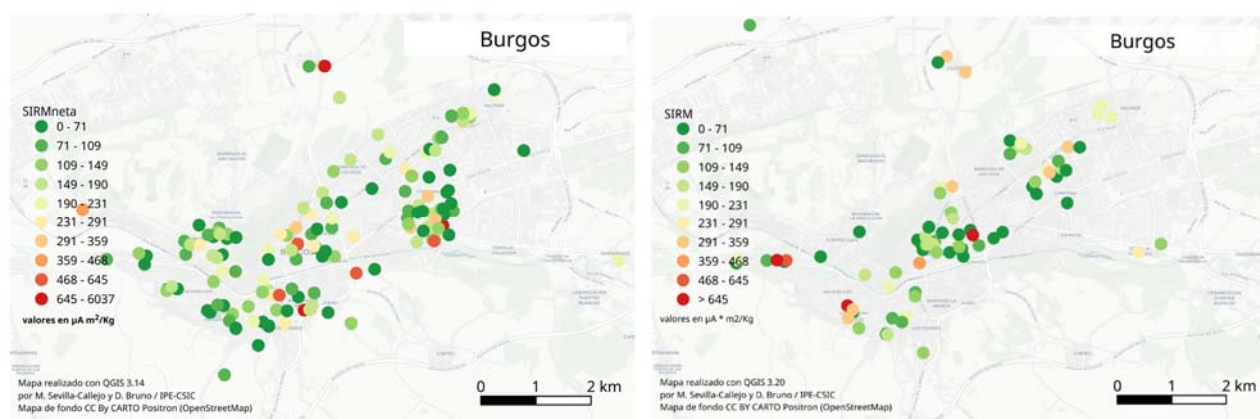 Burgos
SIRMneta
0 - 71
71 - 109
109 - 149
149 - 190
190 - 231
231 - 291
291 - 359
359 - 468
468 - 645
645 - 6037
valores en µA m²/Kg
Mapa realizado con QGIS 3.14
por M. Sevilla-Callejo y D. Bruno / IPE-CSIC
Mapa de fondo CC By CARTO Positron (OpenStreetMap)
0 1 2 km
Burgos
SIRM
0 - 71
71 - 109
109 - 149
149 - 190
190 - 231
231 - 291
291 - 359
359 - 468
468 - 645
> 645
valores en µA * m2/Kg
Mapa realizado con QGIS 3.20
por M. Sevilla-Callejo y D. Bruno / IPE-CSIC
Mapa de fondo CC BY CARTO Positron (OpenStreetMap)
0 1 2 km